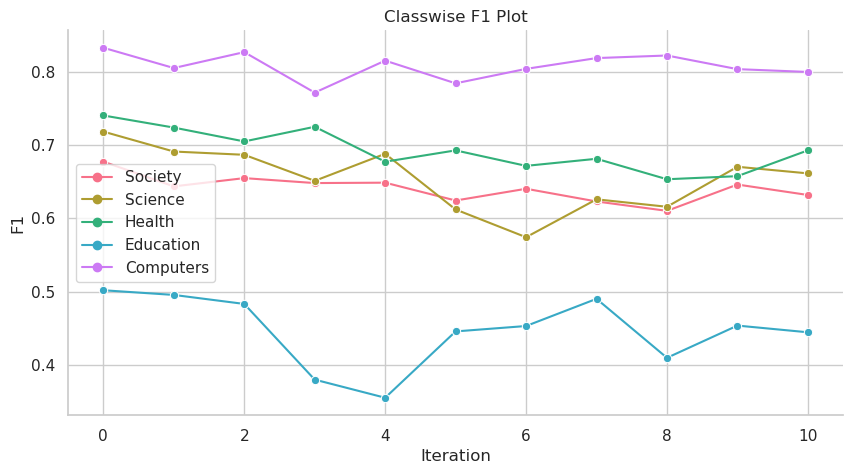 Classwise F1 Plot
F1
0.8
0.7
0.6
0.5
0.4
Society
Science
Health
Education
Computers
0 2 4 6 8 10
Iteration